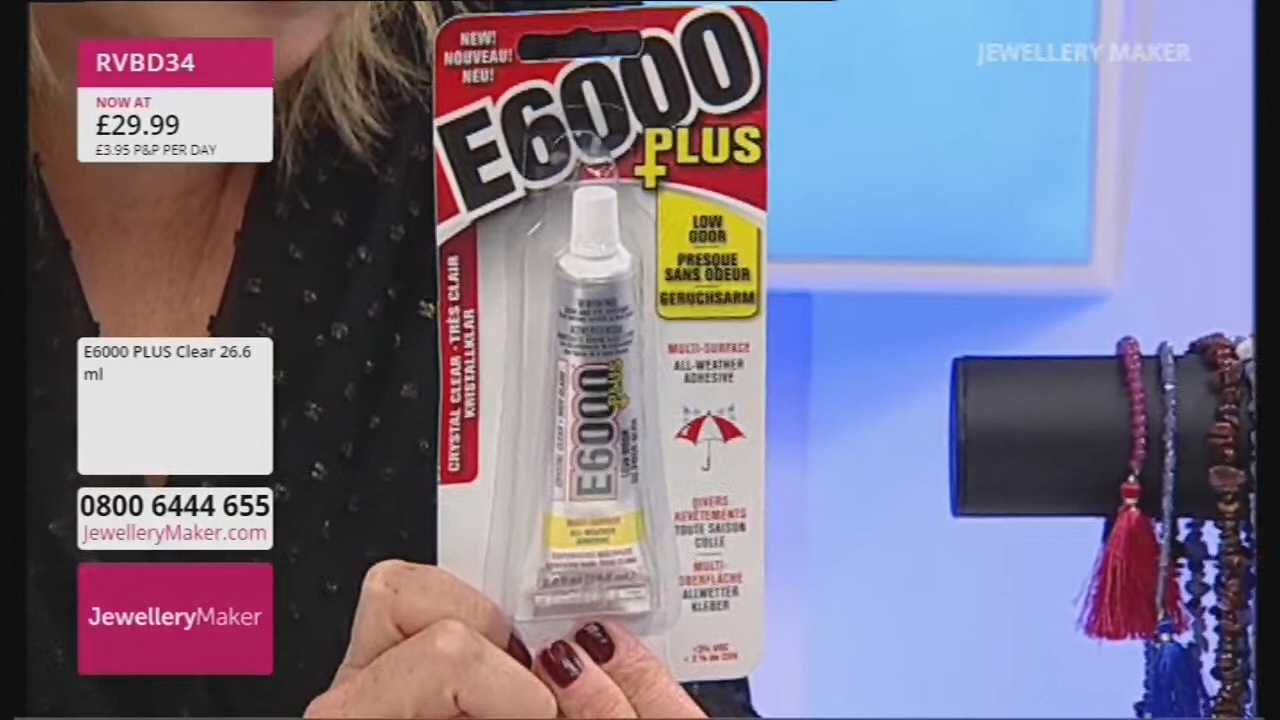 RVBD34
NOW AT
£29.99
£3.95 P&P PER DAY
E6000 PLUS Clear 26.6
ml
0800 6444 655
JewelleryMaker.com
JewelleryMaker
JEWELLERY MAKER
NEW!
NOUVEAU!
NEU!
E6000
PLUS
LOW
ODOR
PRESQUE
SANS ODEUR
GERUCHSARM
CRYSTAL CLEAR · TRÈS CLAIR
KRISTALLKLAR
MULTI-SURFACE
ALL-WEATHER
ADHESIVE
DIVERS
REVÊTEMENTS
TOUTE SAISON
COLLE
MULTI-
OBERFLÄCHE
ALLWETTER
KLEBER
E6000
PLUS